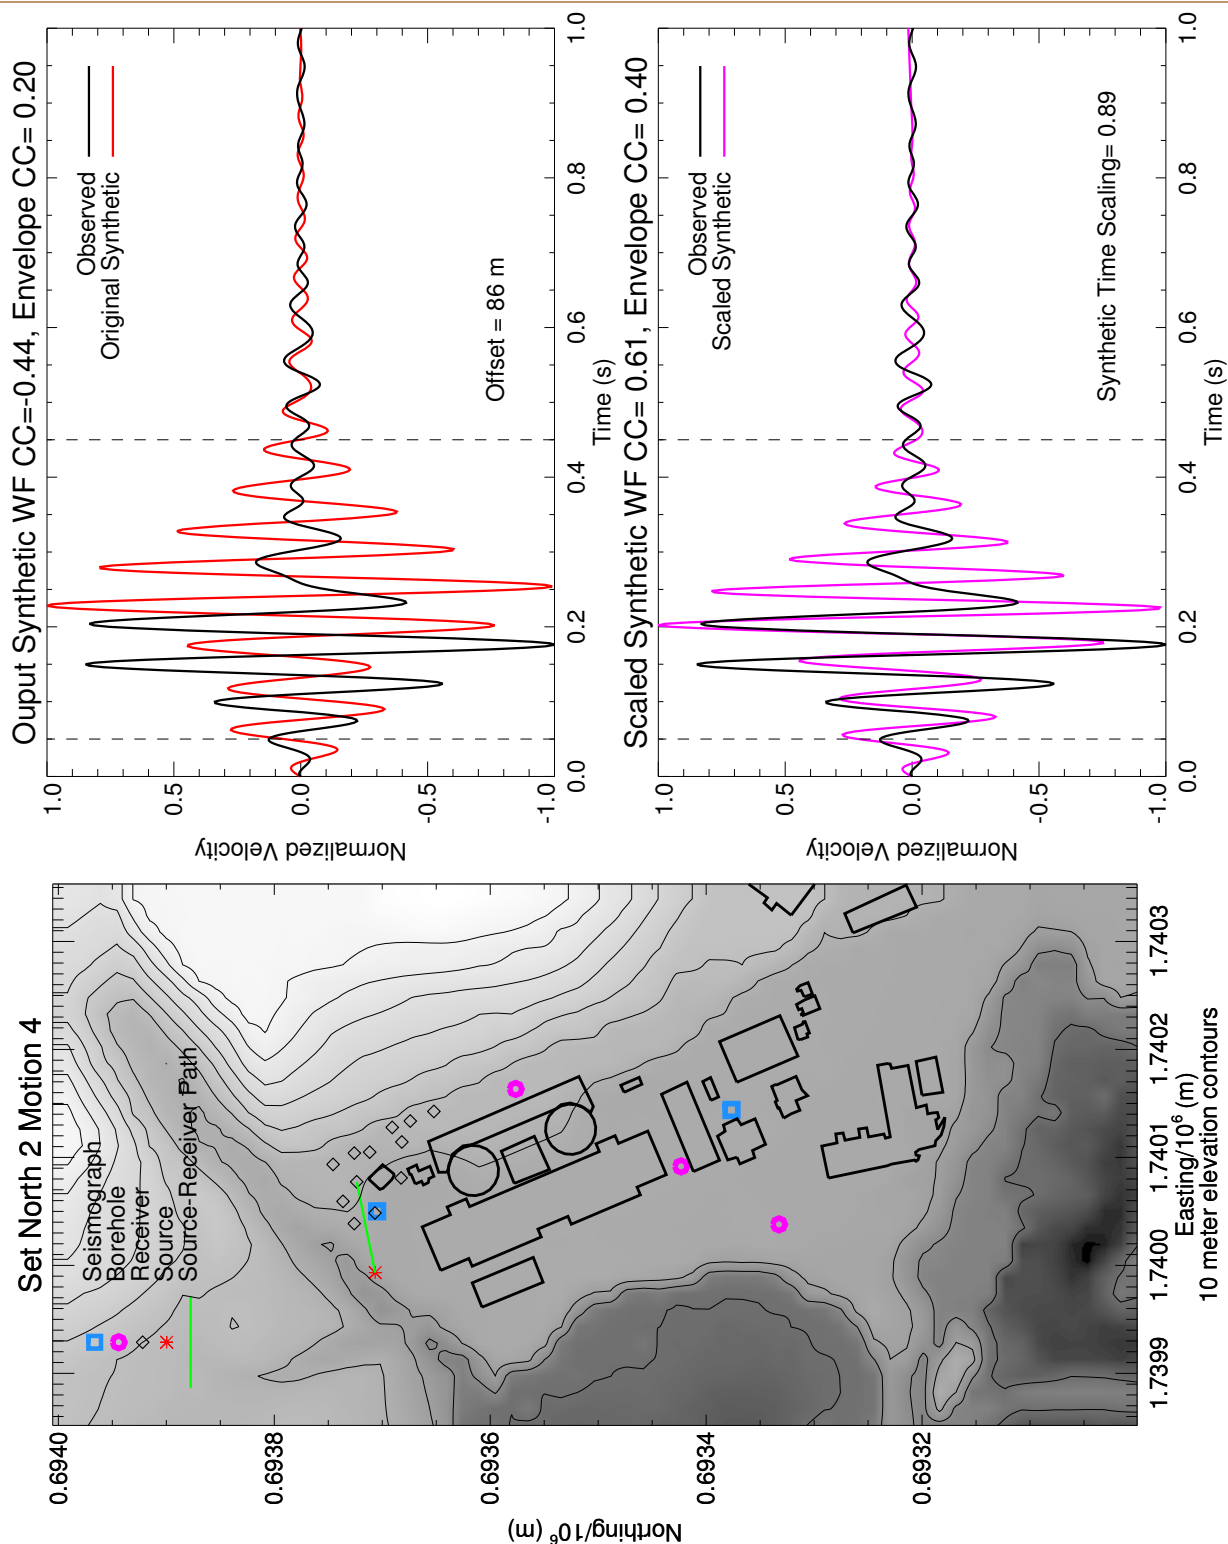 Set North 2 Motion 4
Seismograph
Borehole
Receiver
Source
Source-Receiver Path
0.6940
0.6938
0.6936
0.6934
0.6932
Northing/10⁶ (m)
1.7399
1.7400
1.7401
1.7402
1.7403
Easting/10⁶ (m)
10 meter elevation contours
Ouput Synthetic WF CC=-0.44, Envelope CC= 0.20
Observed
Original Synthetic
Offset = 86 m
1.0
0.5
0.0
-0.5
-1.0
Normalized Velocity
0.0
0.2
0.4
0.6
0.8
1.0
Time (s)
Scaled Synthetic WF CC= 0.61, Envelope CC= 0.40
Observed
Scaled Synthetic
Synthetic Time Scaling= 0.89
1.0
0.5
0.0
-0.5
-1.0
Normalized Velocity
0.0
0.2
0.4
0.6
0.8
1.0
Time (s)